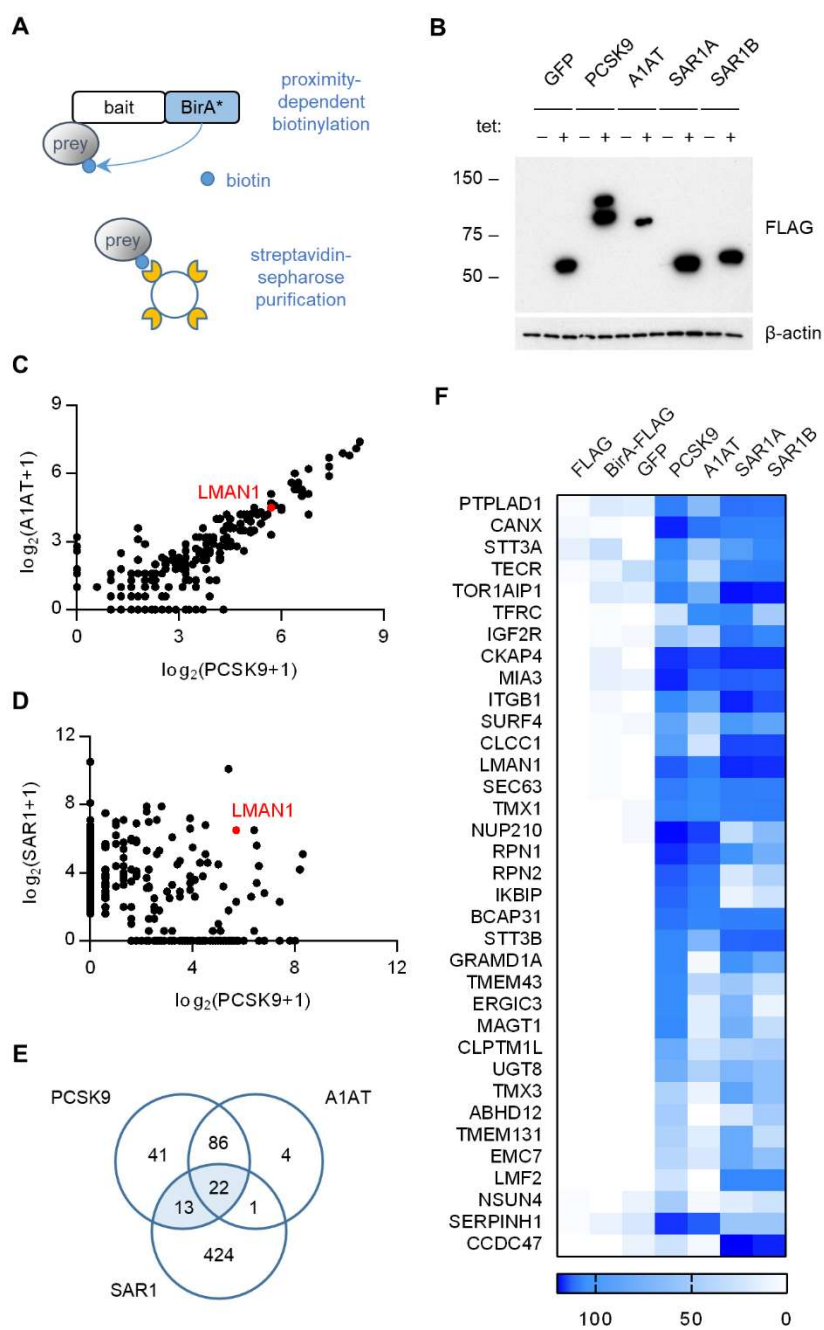 A
bait
BirA*
prey
proximity-
dependent
biotinylation
biotin
prey
streptavidin-
sepharose
purification
B
GFP
PCSK9
A1AT
SAR1A
SAR1B
tet:
– + – + – + – + – +
150
75
50
FLAG
β-actin
C
log2(A1AT+1)
9
6
3
0
LMAN1
0 3 6 9
log2(PCSK9+1)
D
log2(SAR1+1)
12
8
4
0
LMAN1
0 4 8 12
log2(PCSK9+1)
E
PCSK9
A1AT
41
86
4
22
13
1
424
SAR1
F
FLAG
BirA-FLAG
GFP
PCSK9
A1AT
SAR1A
SAR1B
PTPLAD1
CANX
STT3A
TECR
TOR1AIP1
TFRC
IGF2R
CKAP4
MIA3
ITGB1
SURF4
CLCC1
LMAN1
SEC63
TMX1
NUP210
RPN1
RPN2
IKBIP
BCAP31
STT3B
GRAMD1A
TMEM43
ERGIC3
MAGT1
CLPTM1L
UGT8
TMX3
ABHD12
TMEM131
EMC7
LMF2
NSUN4
SERPINH1
CCDC47
100 50 0